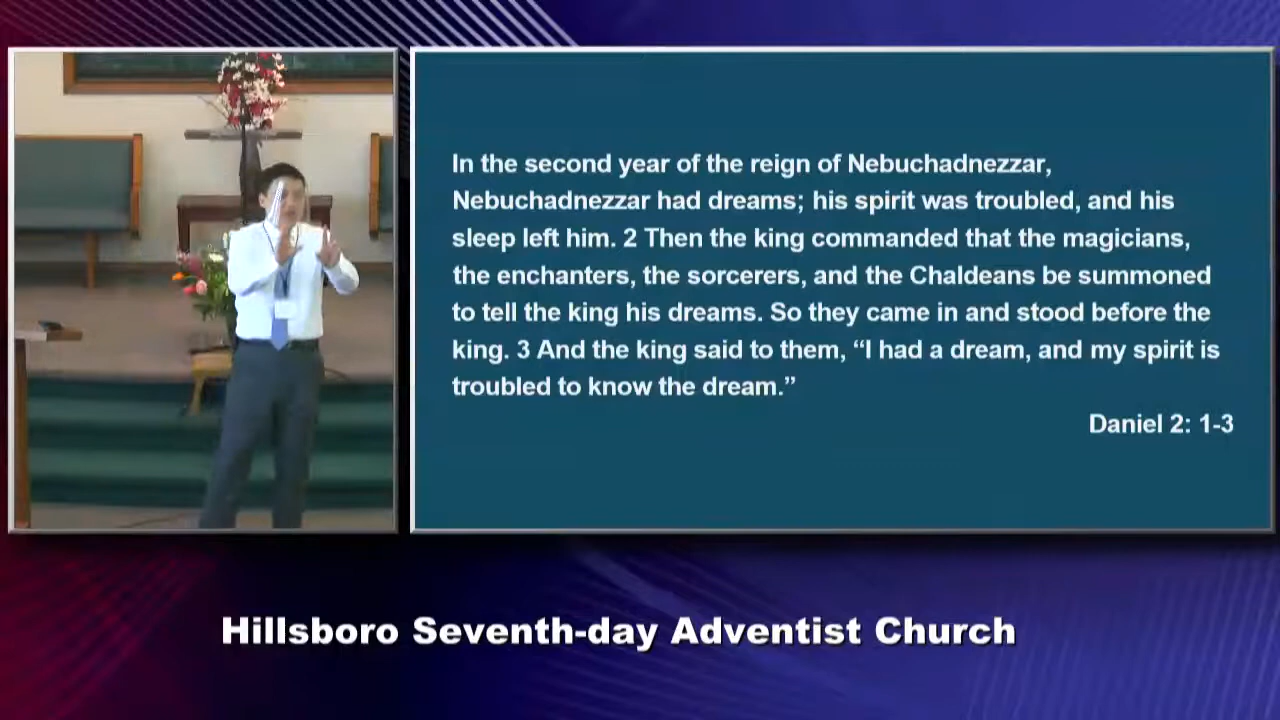 In the second year of the reign of Nebuchadnezzar,
Nebuchadnezzar had dreams; his spirit was troubled, and his
sleep left him. 2 Then the king commanded that the magicians,
the enchanters, the sorcerers, and the Chaldeans be summoned
to tell the king his dreams. So they came in and stood before the
king. 3 And the king said to them, “I had a dream, and my spirit is
troubled to know the dream.”
Daniel 2: 1-3
Hillsboro Seventh-day Adventist Church